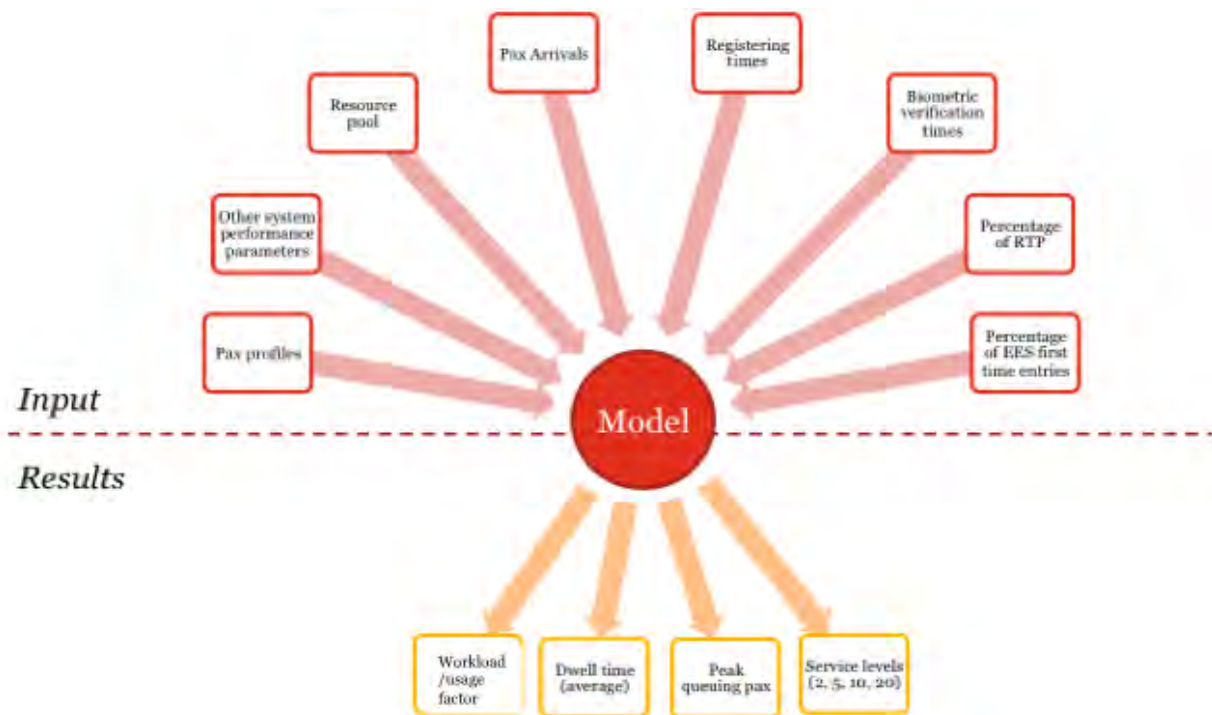 Pax Arrivals
Registering
times
Resource
pool
Biometric
verification
times
Other system
performance
parameters
Percentage
of RTP
Pax profiles
Percentage
of EES first
time entries
Input
Model
Results
Workload
/usage
factor
Dwell time
(average)
Peak
queuing pax
Service levels
(2, 5, 10, 20)